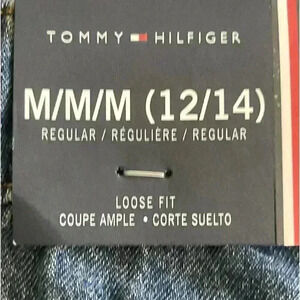 TOMMY HILFIGER
M/M/M (12/14)
REGULAR / RÉGULIÈRE / REGULAR
LOOSE FIT
COUPE AMPLE • CORTE SUELTO